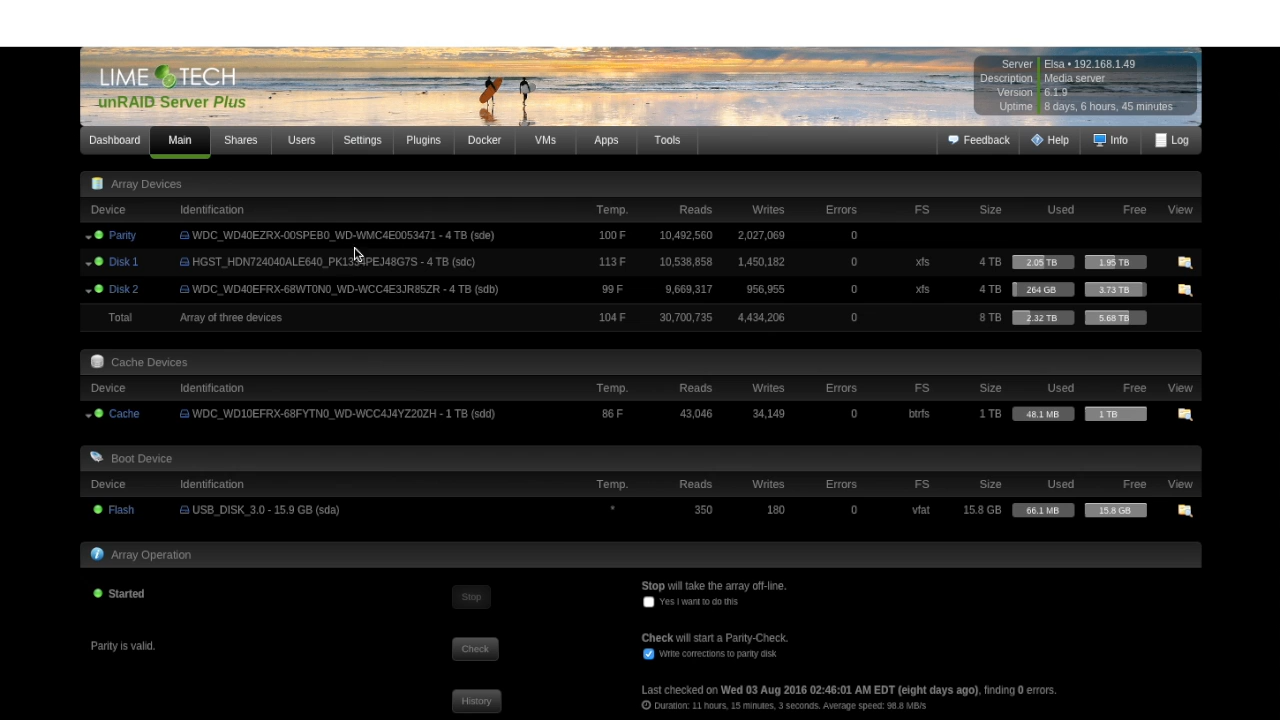 LIME TECH
unRAID Server Plus
Server Elsa • 192.168.1.49
Description Media server
Version 6.1.9
Uptime 8 days, 6 hours, 45 minutes
Dashboard Main Shares Users Settings Plugins Docker VMs Apps Tools Feedback Help Info Log
Array Devices
Device Identification Temp. Reads Writes Errors FS Size Used Free View
Parity WDC_WD40EZRX-00SPEB0_WD-WMC4E0053471 - 4 TB (sde) 100 F 10,492,560 2,027,069 0
Disk 1 4 TB (sdc) 113 F 10,538,858 1,450,182 0 xfs 4 TB 2.05 TB 1.95 TB
Disk 2 WDC_WD40EFRX-68WT0N0_WD-WCC4E3JR85ZR - 4 TB (sdb) 99 F 9,669,317 956,955 0 xfs 4 TB 264 GB 3.73 TB
Total Array of three devices 104 F 30,700,735 4,434,206 0 8 TB 2.32 TB 5.68 TB
Cache Devices
Device Identification Temp. Reads Writes Errors FS Size Used Free View
Cache WDC_WD10EFRX-68FYTN0_WD-WCC4J4YZ20ZH - 1 TB (sdd) 86 F 43,046 34,149 0 btrfs 1 TB 48.1 MB 1 TB
Boot Device
Device Identification Temp. Reads Writes Errors FS Size Used Free View
Flash USB_DISK_3.0 - 15.9 GB (sda) * 350 180 0 vfat 15.8 GB 66.1 MB 15.8 GB
Array Operation
Started Stop Stop will take the array off-line.
Yes I want to do this
Parity is valid. Check Check will start a Parity-Check.
Write corrections to parity disk
History Last checked on Wed 03 Aug 2016 02:46:01 AM EDT (eight days ago), finding 0 errors.
Duration: 11 hours, 15 minutes, 3 seconds. Average speed: 98.8 MB/s